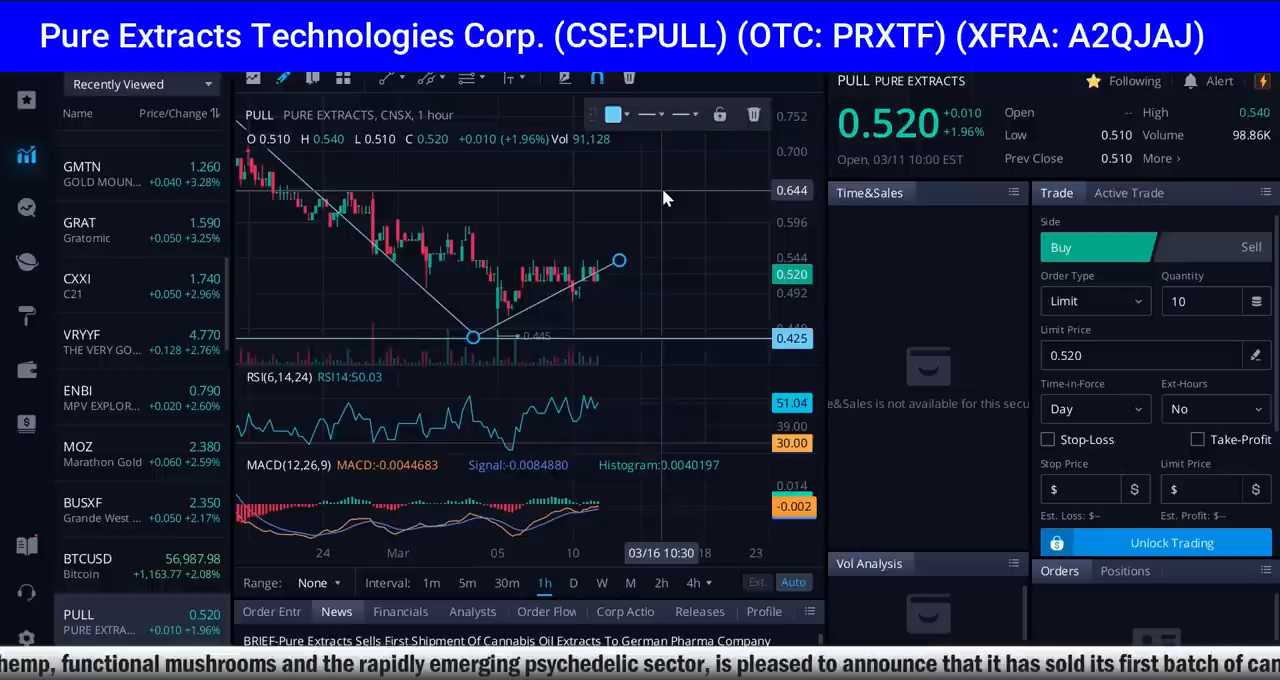 Pure Extracts Technologies Corp. (CSE:PULL) (OTC: PRXTF) (XFRA: A2QJAJ)
Recently Viewed
Name Price/Change
GMTN 1.260
GOLD MOUN... +0.040 +3.28%
GRAT 1.590
Gratomic +0.050 +3.25%
CXXI 1.740
C21 +0.050 +2.96%
VRYYF 4.770
THE VERY GO... +0.128 +2.76%
ENBI 0.790
MPV EXPLOR... +0.020 +2.60%
MOZ 2.380
Marathon Gold +0.060 +2.59%
BUSXF 2.350
Grande West ... +0.050 +2.17%
BTCUSD 56,987.98
Bitcoin +1,163.77 +2.08%
PULL 0.520
PURE EXTRA... +0.010 +1.96%
PULL PURE EXTRACTS, CNSX, 1 hour
O 0.510 H 0.540 L 0.510 C 0.520 +0.010 (+1.96%) Vol 91,128
0.752
0.700
0.644
0.596
0.544
0.520
0.492
0.425
0.445
RSI(6,14,24) RSI14:50.03
51.04
39.00
30.00
MACD(12,26,9) MACD:-0.0044683 Signal:-0.0084880 Histogram:0.0040197
0.014
-0.002
24 Mar 05 10 03/16 10:30 18 23
Range: None Interval: 1m 5m 30m 1h D W M 2h 4h Ext. Auto
Order Entr News Financials Analysts Order Flow Corp Actio Releases Profile
BRIEF-Pure Extracts Sells First Shipment Of Cannabis Oil Extracts To German Pharma Company
PULL PURE EXTRACTS Following Alert
0.520 +0.010
+1.96%
Open, 03/11 10:00 EST
Open -- High 0.540
Low 0.510 Volume 98.86K
Prev Close 0.510 More ›
Time&Sales
e&Sales is not available for this secu
Vol Analysis
Trade Active Trade
Side
Buy Sell
Order Type Quantity
Limit 10
Limit Price
0.520
Time-in-Force Ext-Hours
Day No
Stop-Loss Take-Profit
Stop Price Limit Price
$ $ $ $
Est. Loss: $-- Est. Profit: $--
Unlock Trading
Orders Positions
hemp, functional mushrooms and the rapidly emerging psychedelic sector, is pleased to announce that it has sold its first batch of can